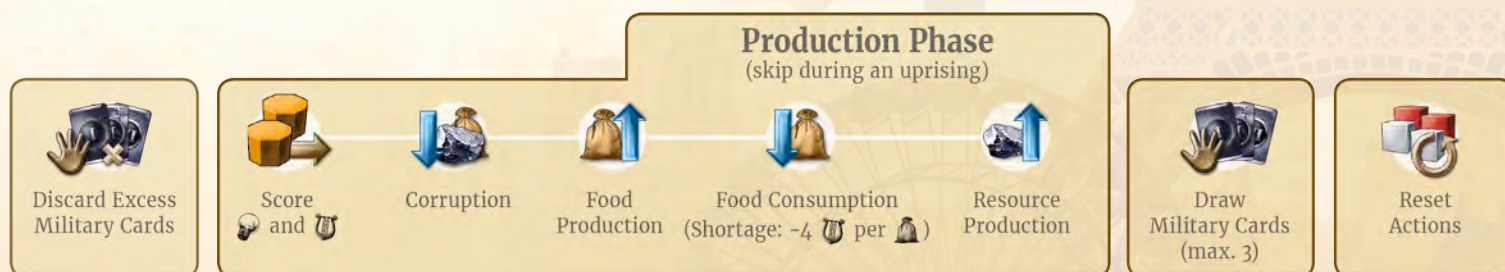 Production Phase
(skip during an uprising)
Discard Excess
Military Cards
Score
and
Corruption
Food
Production
Food Consumption
(Shortage: -4 per )
Resource
Production
Draw
Military Cards
(max. 3)
Reset
Actions